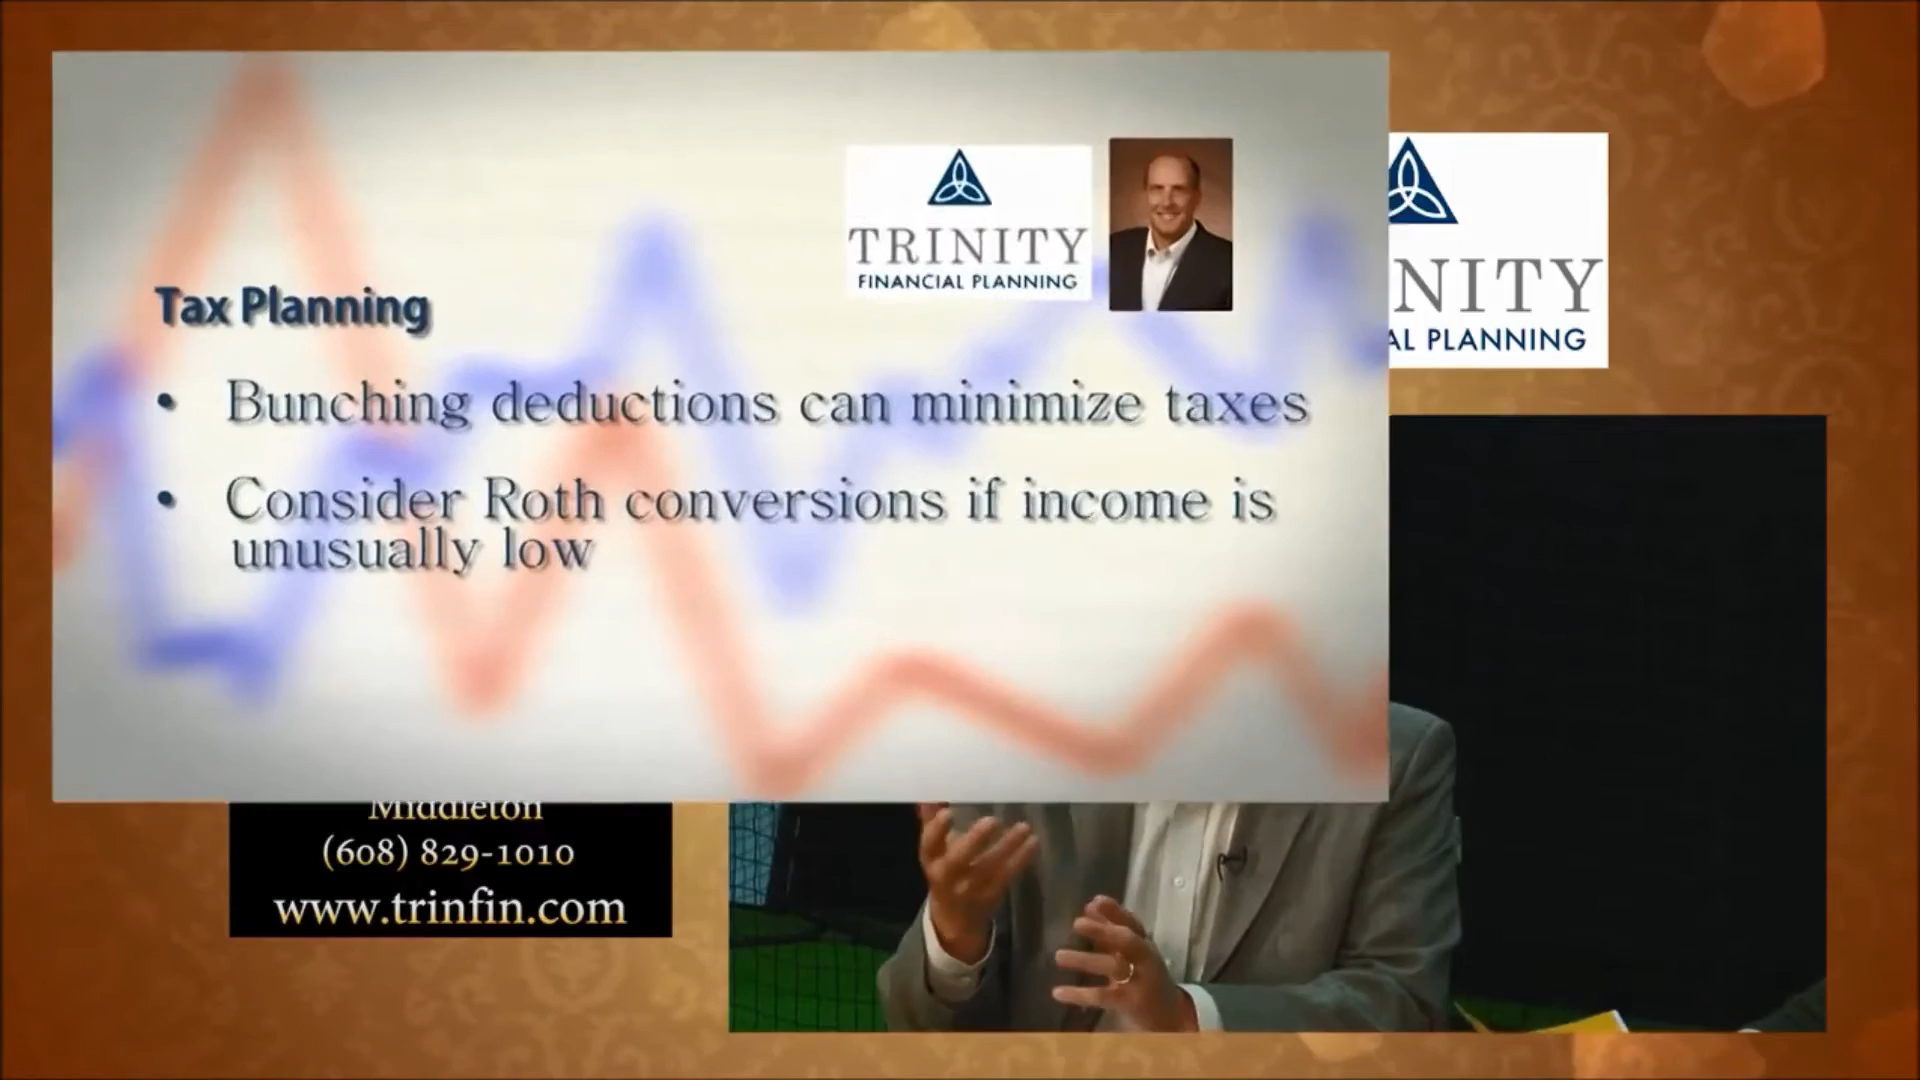 TRINITY
FINANCIAL PLANNING
NITY
AL PLANNING
Tax Planning
• Bunching deductions can minimize taxes
• Consider Roth conversions if income is
unusually low
Middleton
(608) 829-1010
www.trinfin.com